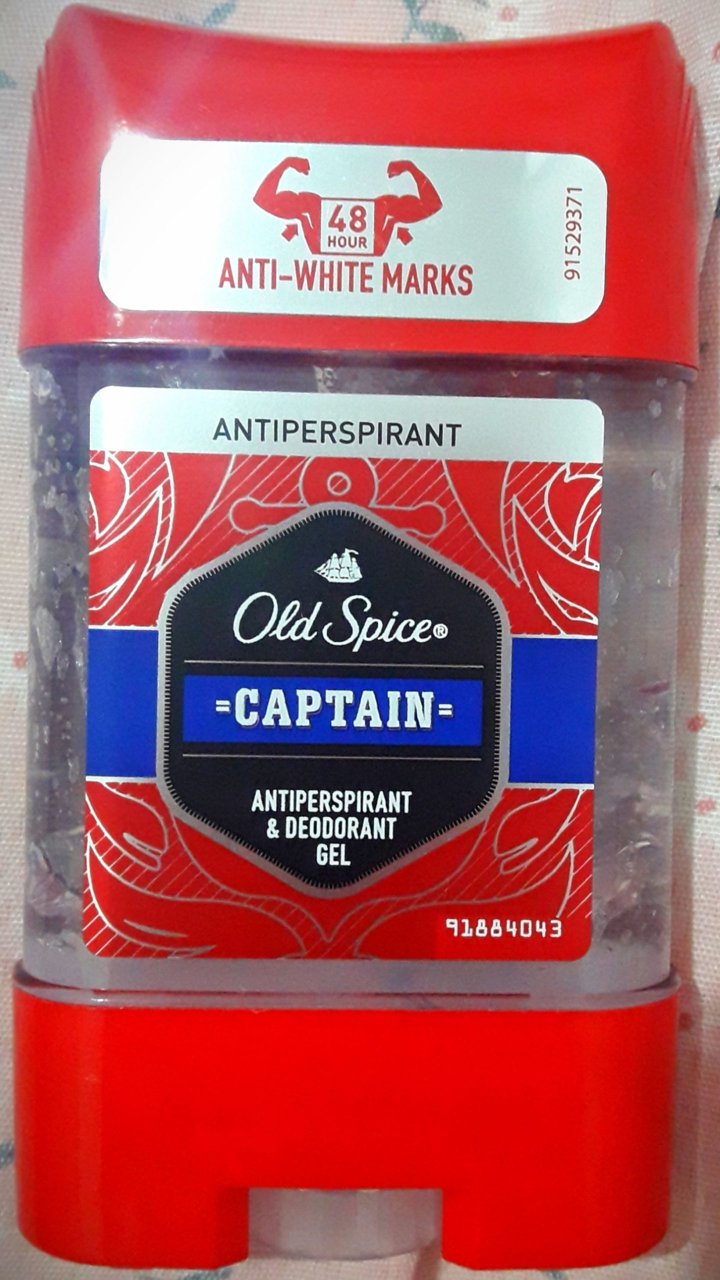 48
HOUR
ANTI-WHITE MARKS
91529371
ANTIPERSPIRANT
Old Spice®
=CAPTAIN=
ANTIPERSPIRANT
& DEODORANT
GEL
91884043